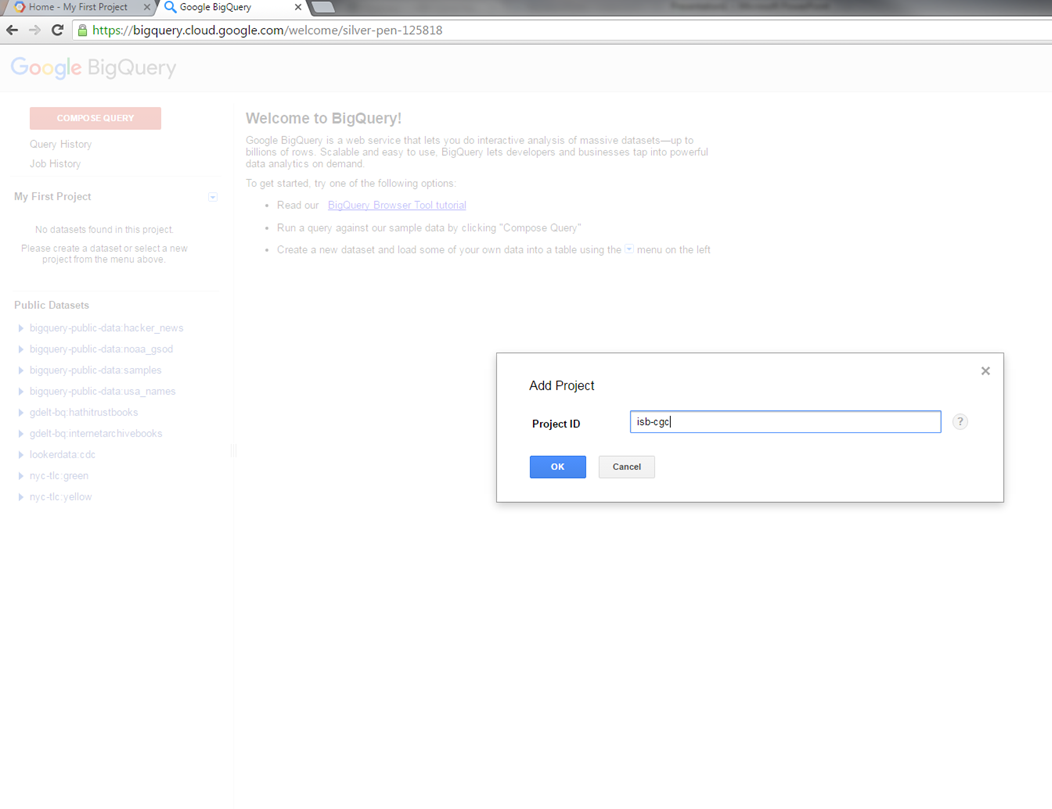 Home - My First Project
Google BigQuery
https://bigquery.cloud.google.com/welcome/silver-pen-125818
Google BigQuery
COMPOSE QUERY
Query History
Job History
My First Project
No datasets found in this project.
Please create a dataset or select a new
project from the menu above.
Public Datasets
bigquery-public-data:hacker_news
bigquery-public-data:noaa_gsod
bigquery-public-data:samples
bigquery-public-data:usa_names
gdelt-bq:hathitrustbooks
gdelt-bq:internetarchivebooks
lookerdata:cdc
nyc-tlc:green
nyc-tlc:yellow
Welcome to BigQuery!
Google BigQuery is a web service that lets you do interactive analysis of massive datasets—up to
billions of rows. Scalable and easy to use, BigQuery lets developers and businesses tap into powerful
data analytics on demand.
To get started, try one of the following options:
Read our BigQuery Browser Tool tutorial
Run a query against our sample data by clicking "Compose Query"
Create a new dataset and load some of your own data into a table using the menu on the left
Add Project
Project ID
isb-cgc
?
OK
Cancel